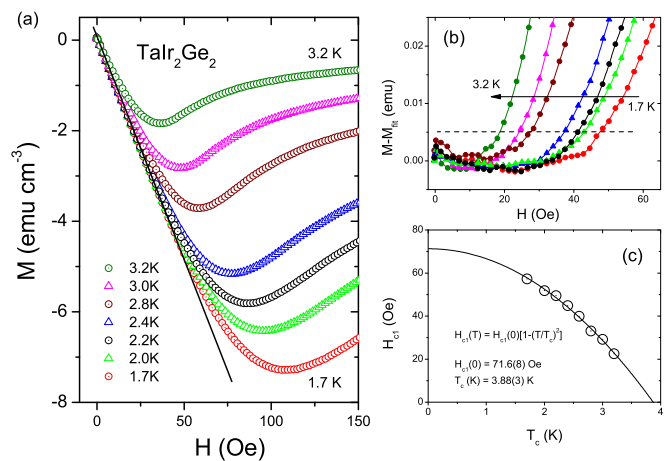 (a)
TaIr2Ge2
3.2 K
0
-2
-4
-6
-8
M (emu cm-3)
3.2K
3.0K
2.8K
2.4K
2.2K
2.0K
1.7K
1.7 K
0 50 100 150
H (Oe)
(b)
0.02
0.01
0.00
M-Mfit (emu)
3.2 K
1.7 K
0 20 40 60
H (Oe)
(c)
80
60
40
20
0
Hc1 (Oe)
Hc1(T) = Hc1(0)[1-(T/Tc)2]
Hc1(0) = 71.6(8) Oe
Tc (K) = 3.88(3) K
0 1 2 3 4
Tc (K)